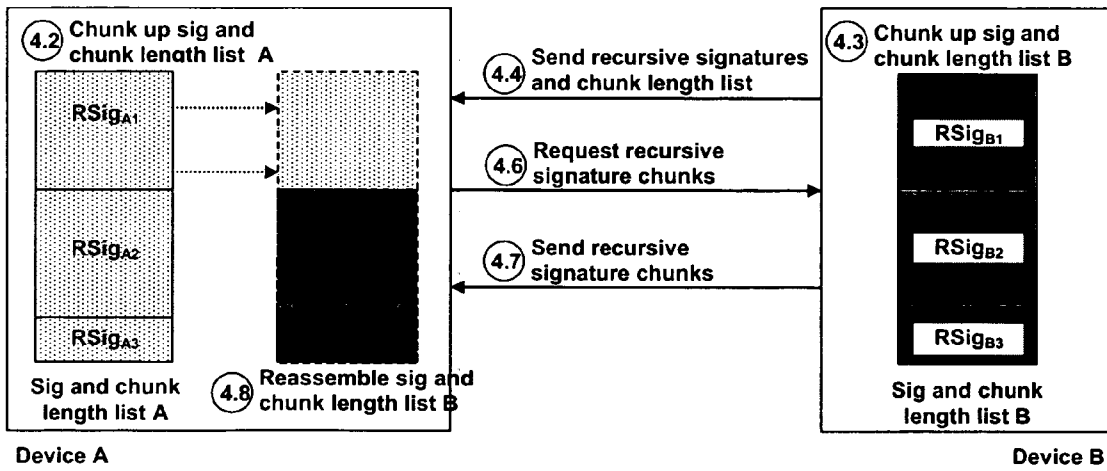 4.2 Chunk up sig and
chunk length list A
RSigA1
RSigA2
RSigA3
Sig and chunk
length list A
4.8 Reassemble sig and
chunk length list B
Device A
4.4 Send recursive signatures
and chunk length list
4.6 Request recursive
signature chunks
4.7 Send recursive
signature chunks
4.3 Chunk up sig and
chunk length list B
RSigB1
RSigB2
RSigB3
Sig and chunk
length list B
Device B